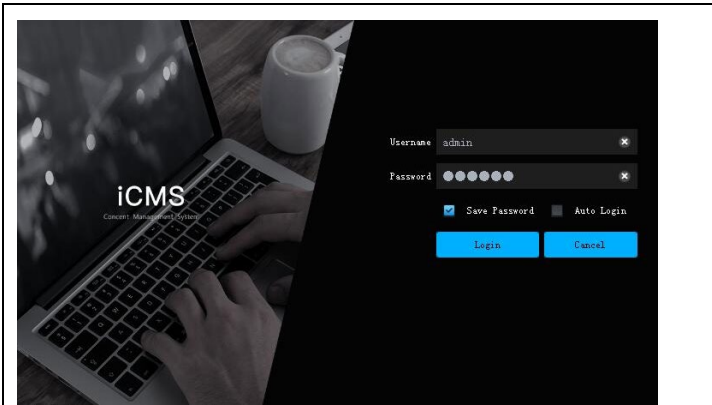 iCMS
Concent Management System
Username admin
Password ●●●●●●
Save Password Auto Login
Login Cancel